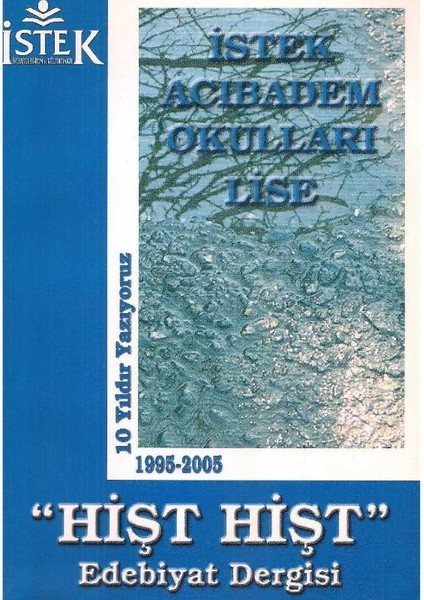 İSTEK
İSTEK
ACIBADEM
OKULLARI
LİSE
10 Yıldır Yazıyoruz
1995-2005
“HİŞT HİŞT”
Edebiyat Dergisi